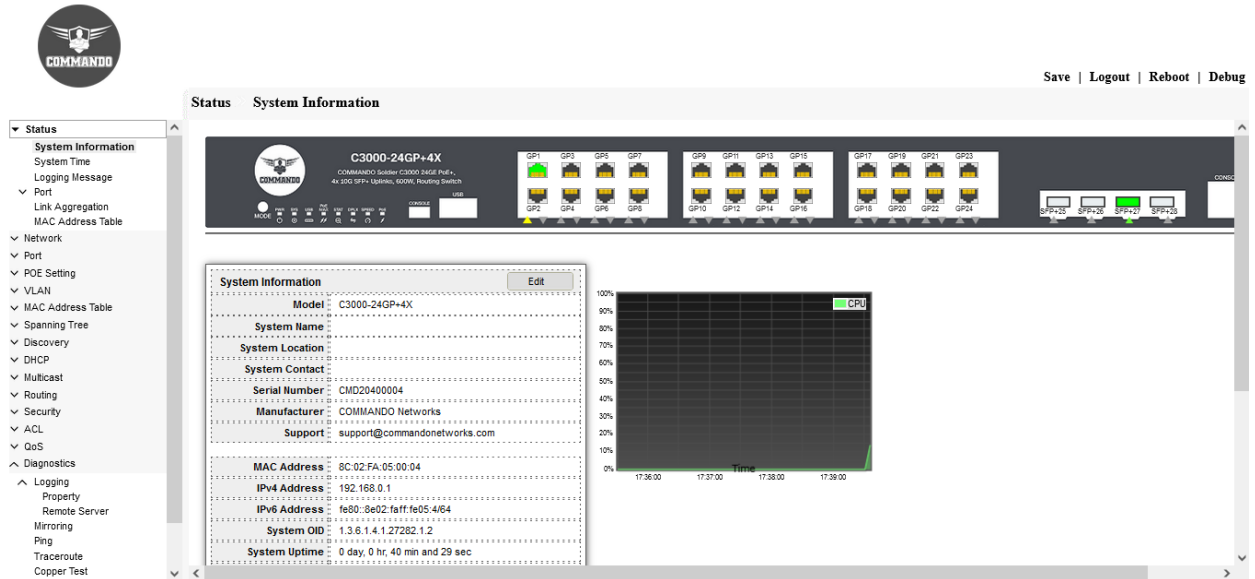 COMMANDO
Save | Logout | Reboot | Debug
Status System Information
Status
System Information
System Time
Logging Message
Port
Link Aggregation
MAC Address Table
Network
Port
POE Setting
VLAN
MAC Address Table
Spanning Tree
Discovery
DHCP
Multicast
Routing
Security
ACL
QoS
Diagnostics
Logging
Property
Remote Server
Mirroring
Ping
Traceroute
Copper Test
COMMANDO
C3000-24GP+4X
COMMANDO Soldier C3000 24GE PoE+,
4x 10G SFP+ Uplinks, 600W, Routing Switch
USB
CONSOLE
MODE
GP1 GP3 GP5 GP7
GP2 GP4 GP6 GP8
GP9 GP11 GP13 GP15
GP10 GP12 GP14 GP16
GP17 GP19 GP21 GP23
GP18 GP20 GP22 GP24
SFP+25 SFP+26 SFP+27 SFP+28
System Information Edit
Model C3000-24GP+4X
System Name
System Location
System Contact
Serial Number CMD20400004
Manufacturer COMMANDO Networks
Support support@commandonetworks.com
MAC Address 8C:02:FA:05:00:04
IPv4 Address 192.168.0.1
IPv6 Address fe80::8e02:faff:fe05:4/64
System OID 1.3.6.1.4.1.27282.1.2
System Uptime 0 day, 0 hr, 40 min and 29 sec
CPU
100%
90%
80%
70%
60%
50%
40%
30%
20%
10%
0%
Time
17:36:00 17:37:00 17:38:00 17:39:00